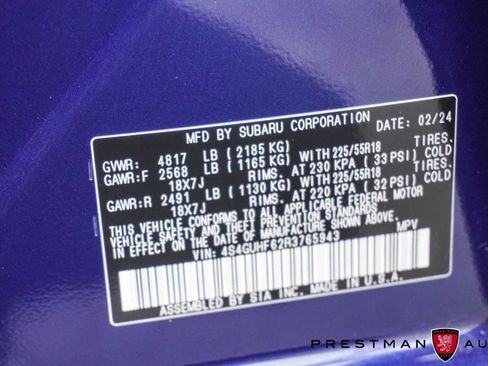 MFD BY SUBARU CORPORATION DATE: 02/24
GVWR: 4817 LB (2185 KG)
GAWR:F 2568 LB (1165 KG) WITH 225/55R18 TIRES.
18X7J RIMS. AT 230 KPA (33 PSI) COLD
GAWR:R 2491 LB (1130 KG) WITH 225/55R18 TIRES.
18X7J RIMS. AT 220 KPA (32 PSI) COLD
THIS VEHICLE CONFORMS TO ALL APPLICABLE FEDERAL MOTOR
VEHICLE SAFETY AND THEFT PREVENTION STANDARDS
IN EFFECT ON THE DATE OF MANUFACTURE SHOWN ABOVE.
VIN: 4S4GUHF62R3765943 MPV
ASSEMBLED BY SIA INC. MADE IN U.S.A.
PRESTMAN AU